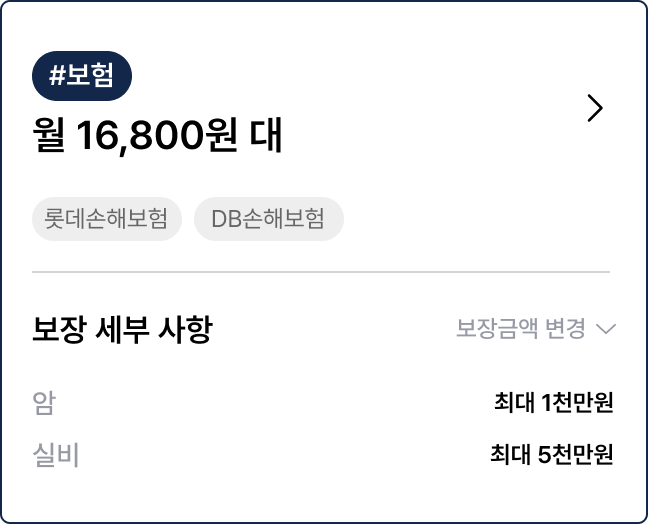 #보험
월 16,800원 대
롯데손해보험 DB손해보험
보장 세부 사항 보장금액 변경
암 최대 1천만원
실비 최대 5천만원